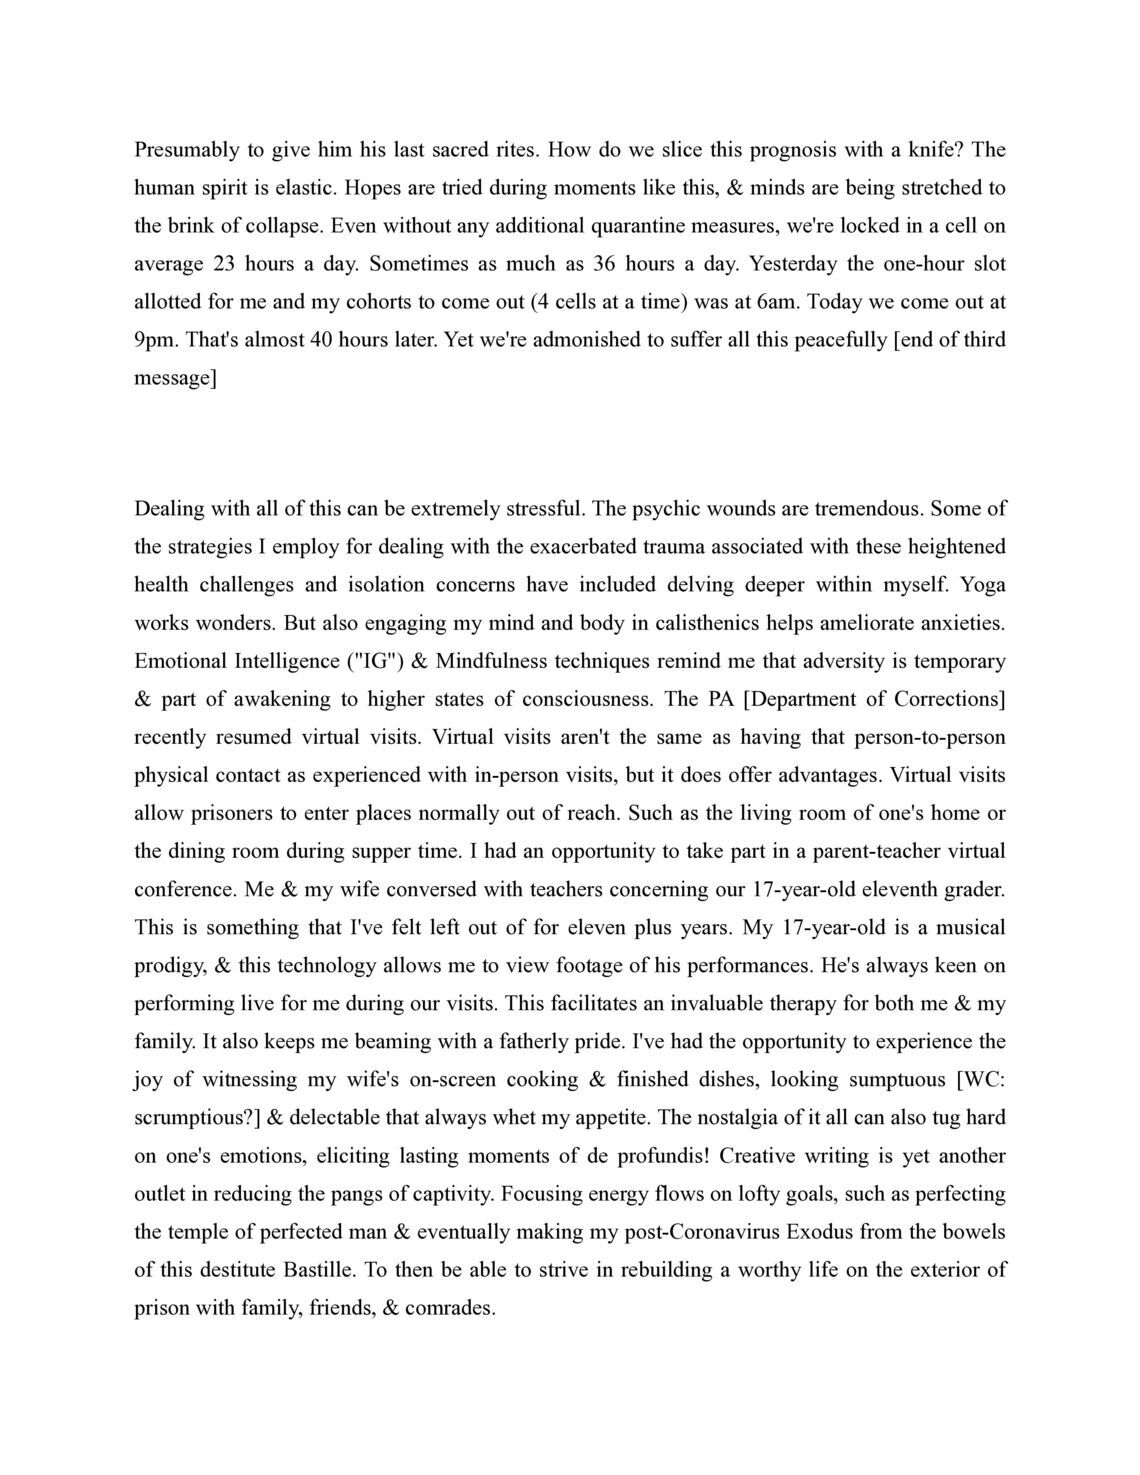 Presumably to give him his last sacred rites. How do we slice this prognosis with a knife? The
human spirit is elastic. Hopes are tried during moments like this, & minds are being stretched to
the brink of collapse. Even without any additional quarantine measures, we're locked in a cell on
average 23 hours a day. Sometimes as much as 36 hours a day. Yesterday the one-hour slot
allotted for me and my cohorts to come out (4 cells at a time) was at 6am. Today we come out at
9pm. That's almost 40 hours later. Yet we're admonished to suffer all this peacefully [end of third
message]
Dealing with all of this can be extremely stressful. The psychic wounds are tremendous. Some of
the strategies I employ for dealing with the exacerbated trauma associated with these heightened
health challenges and isolation concerns have included delving deeper within myself. Yoga
works wonders. But also engaging my mind and body in calisthenics helps ameliorate anxieties.
Emotional Intelligence ("IG") & Mindfulness techniques remind me that adversity is temporary
& part of awakening to higher states of consciousness. The PA [Department of Corrections]
recently resumed virtual visits. Virtual visits aren't the same as having that person-to-person
physical contact as experienced with in-person visits, but it does offer advantages. Virtual visits
allow prisoners to enter places normally out of reach. Such as the living room of one's home or
the dining room during supper time. I had an opportunity to take part in a parent-teacher virtual
conference. Me & my wife conversed with teachers concerning our 17-year-old eleventh grader.
This is something that I've felt left out of for eleven plus years. My 17-year-old is a musical
prodigy, & this technology allows me to view footage of his performances. He's always keen on
performing live for me during our visits. This facilitates an invaluable therapy for both me & my
family. It also keeps me beaming with a fatherly pride. I've had the opportunity to experience the
joy of witnessing my wife's on-screen cooking & finished dishes, looking sumptuous [WC:
scrumptious?] & delectable that always whet my appetite. The nostalgia of it all can also tug hard
on one's emotions, eliciting lasting moments of de profundis! Creative writing is yet another
outlet in reducing the pangs of captivity. Focusing energy flows on lofty goals, such as perfecting
the temple of perfected man & eventually making my post-Coronavirus Exodus from the bowels
of this destitute Bastille. To then be able to strive in rebuilding a worthy life on the exterior of
prison with family, friends, & comrades.